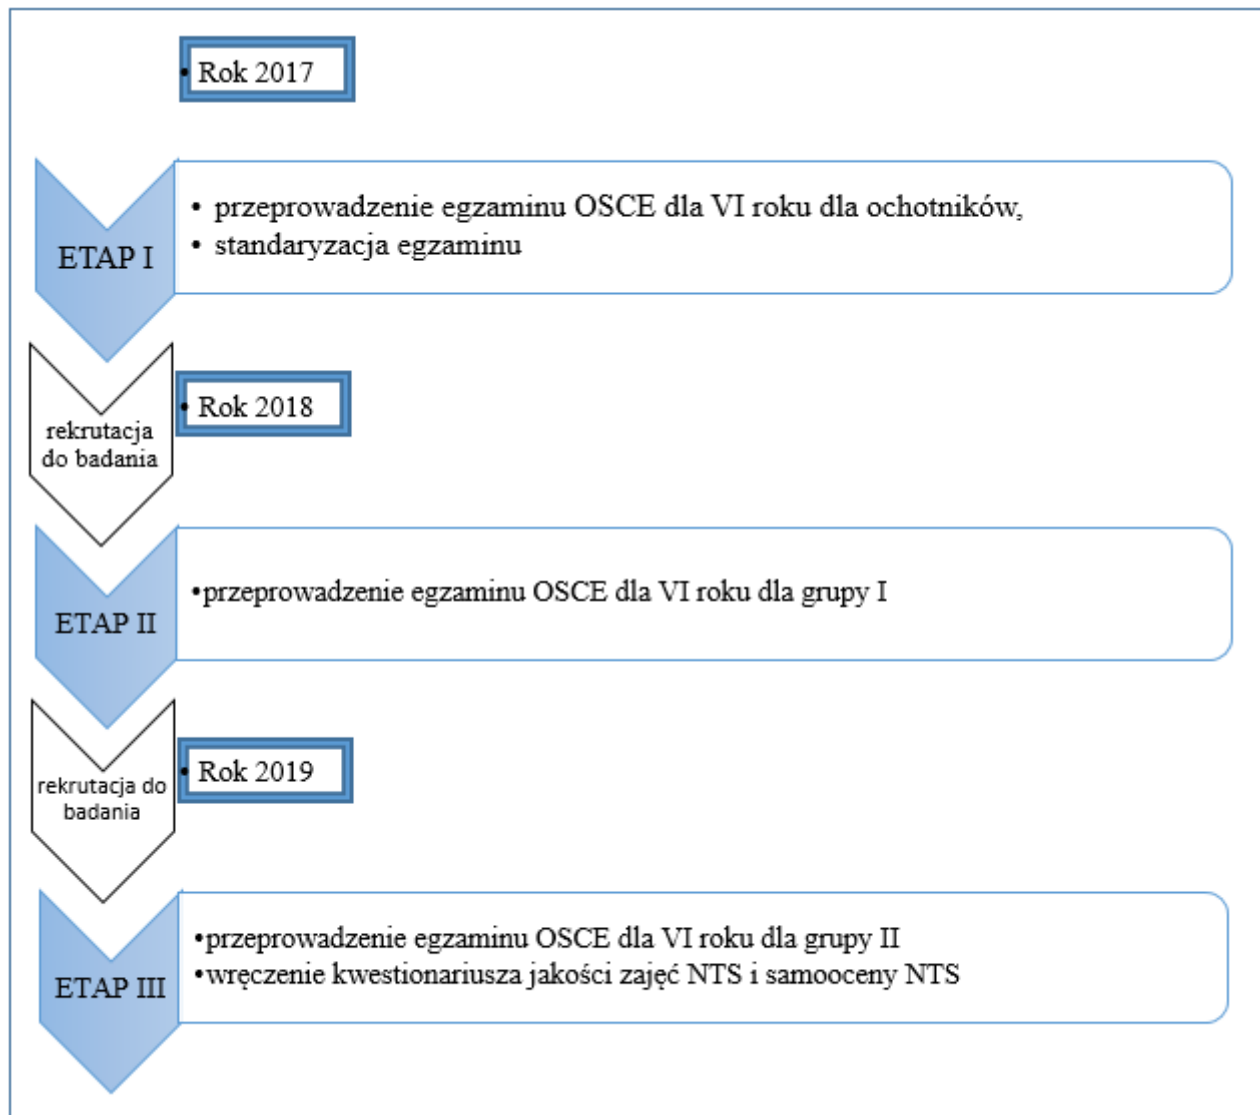 • Rok 2017
ETAP I
• przeprowadzenie egzaminu OSCE dla VI roku dla ochotników,
• standaryzacja egzaminu
rekrutacja
do badania
• Rok 2018
ETAP II
•przeprowadzenie egzaminu OSCE dla VI roku dla grupy I
rekrutacja do
badania
• Rok 2019
ETAP III
•przeprowadzenie egzaminu OSCE dla VI roku dla grupy II
•wręczenie kwestionariusza jakości zajęć NTS i samooceny NTS